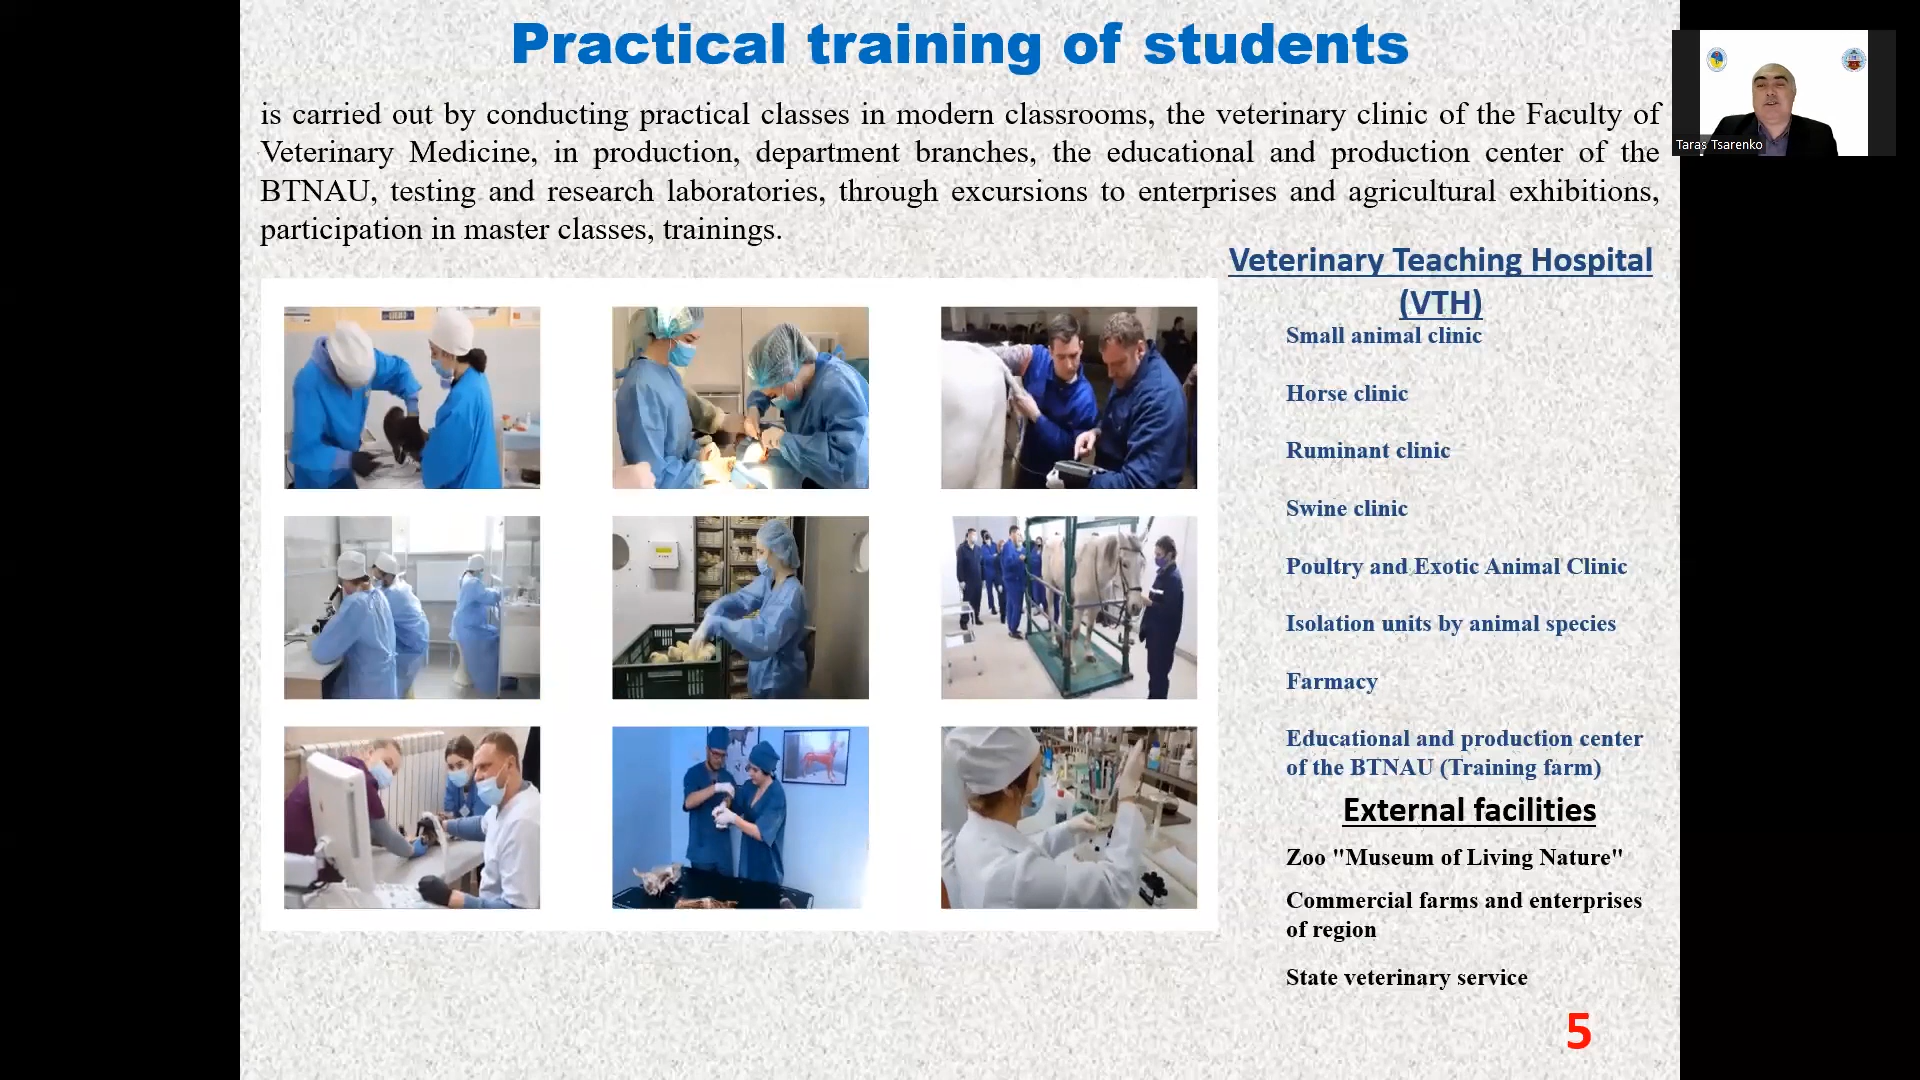 Practical training of students
is carried out by conducting practical classes in modern classrooms, the veterinary clinic of the Faculty of
Veterinary Medicine, in production, department branches, the educational and production center of the
BTNAU, testing and research laboratories, through excursions to enterprises and agricultural exhibitions,
participation in master classes, trainings.
Taras Tsarenko
Veterinary Teaching Hospital
(VTH)
Small animal clinic
Horse clinic
Ruminant clinic
Swine clinic
Poultry and Exotic Animal Clinic
Isolation units by animal species
Farmacy
Educational and production center
of the BTNAU (Training farm)
External facilities
Zoo "Museum of Living Nature"
Commercial farms and enterprises
of region
State veterinary service
5